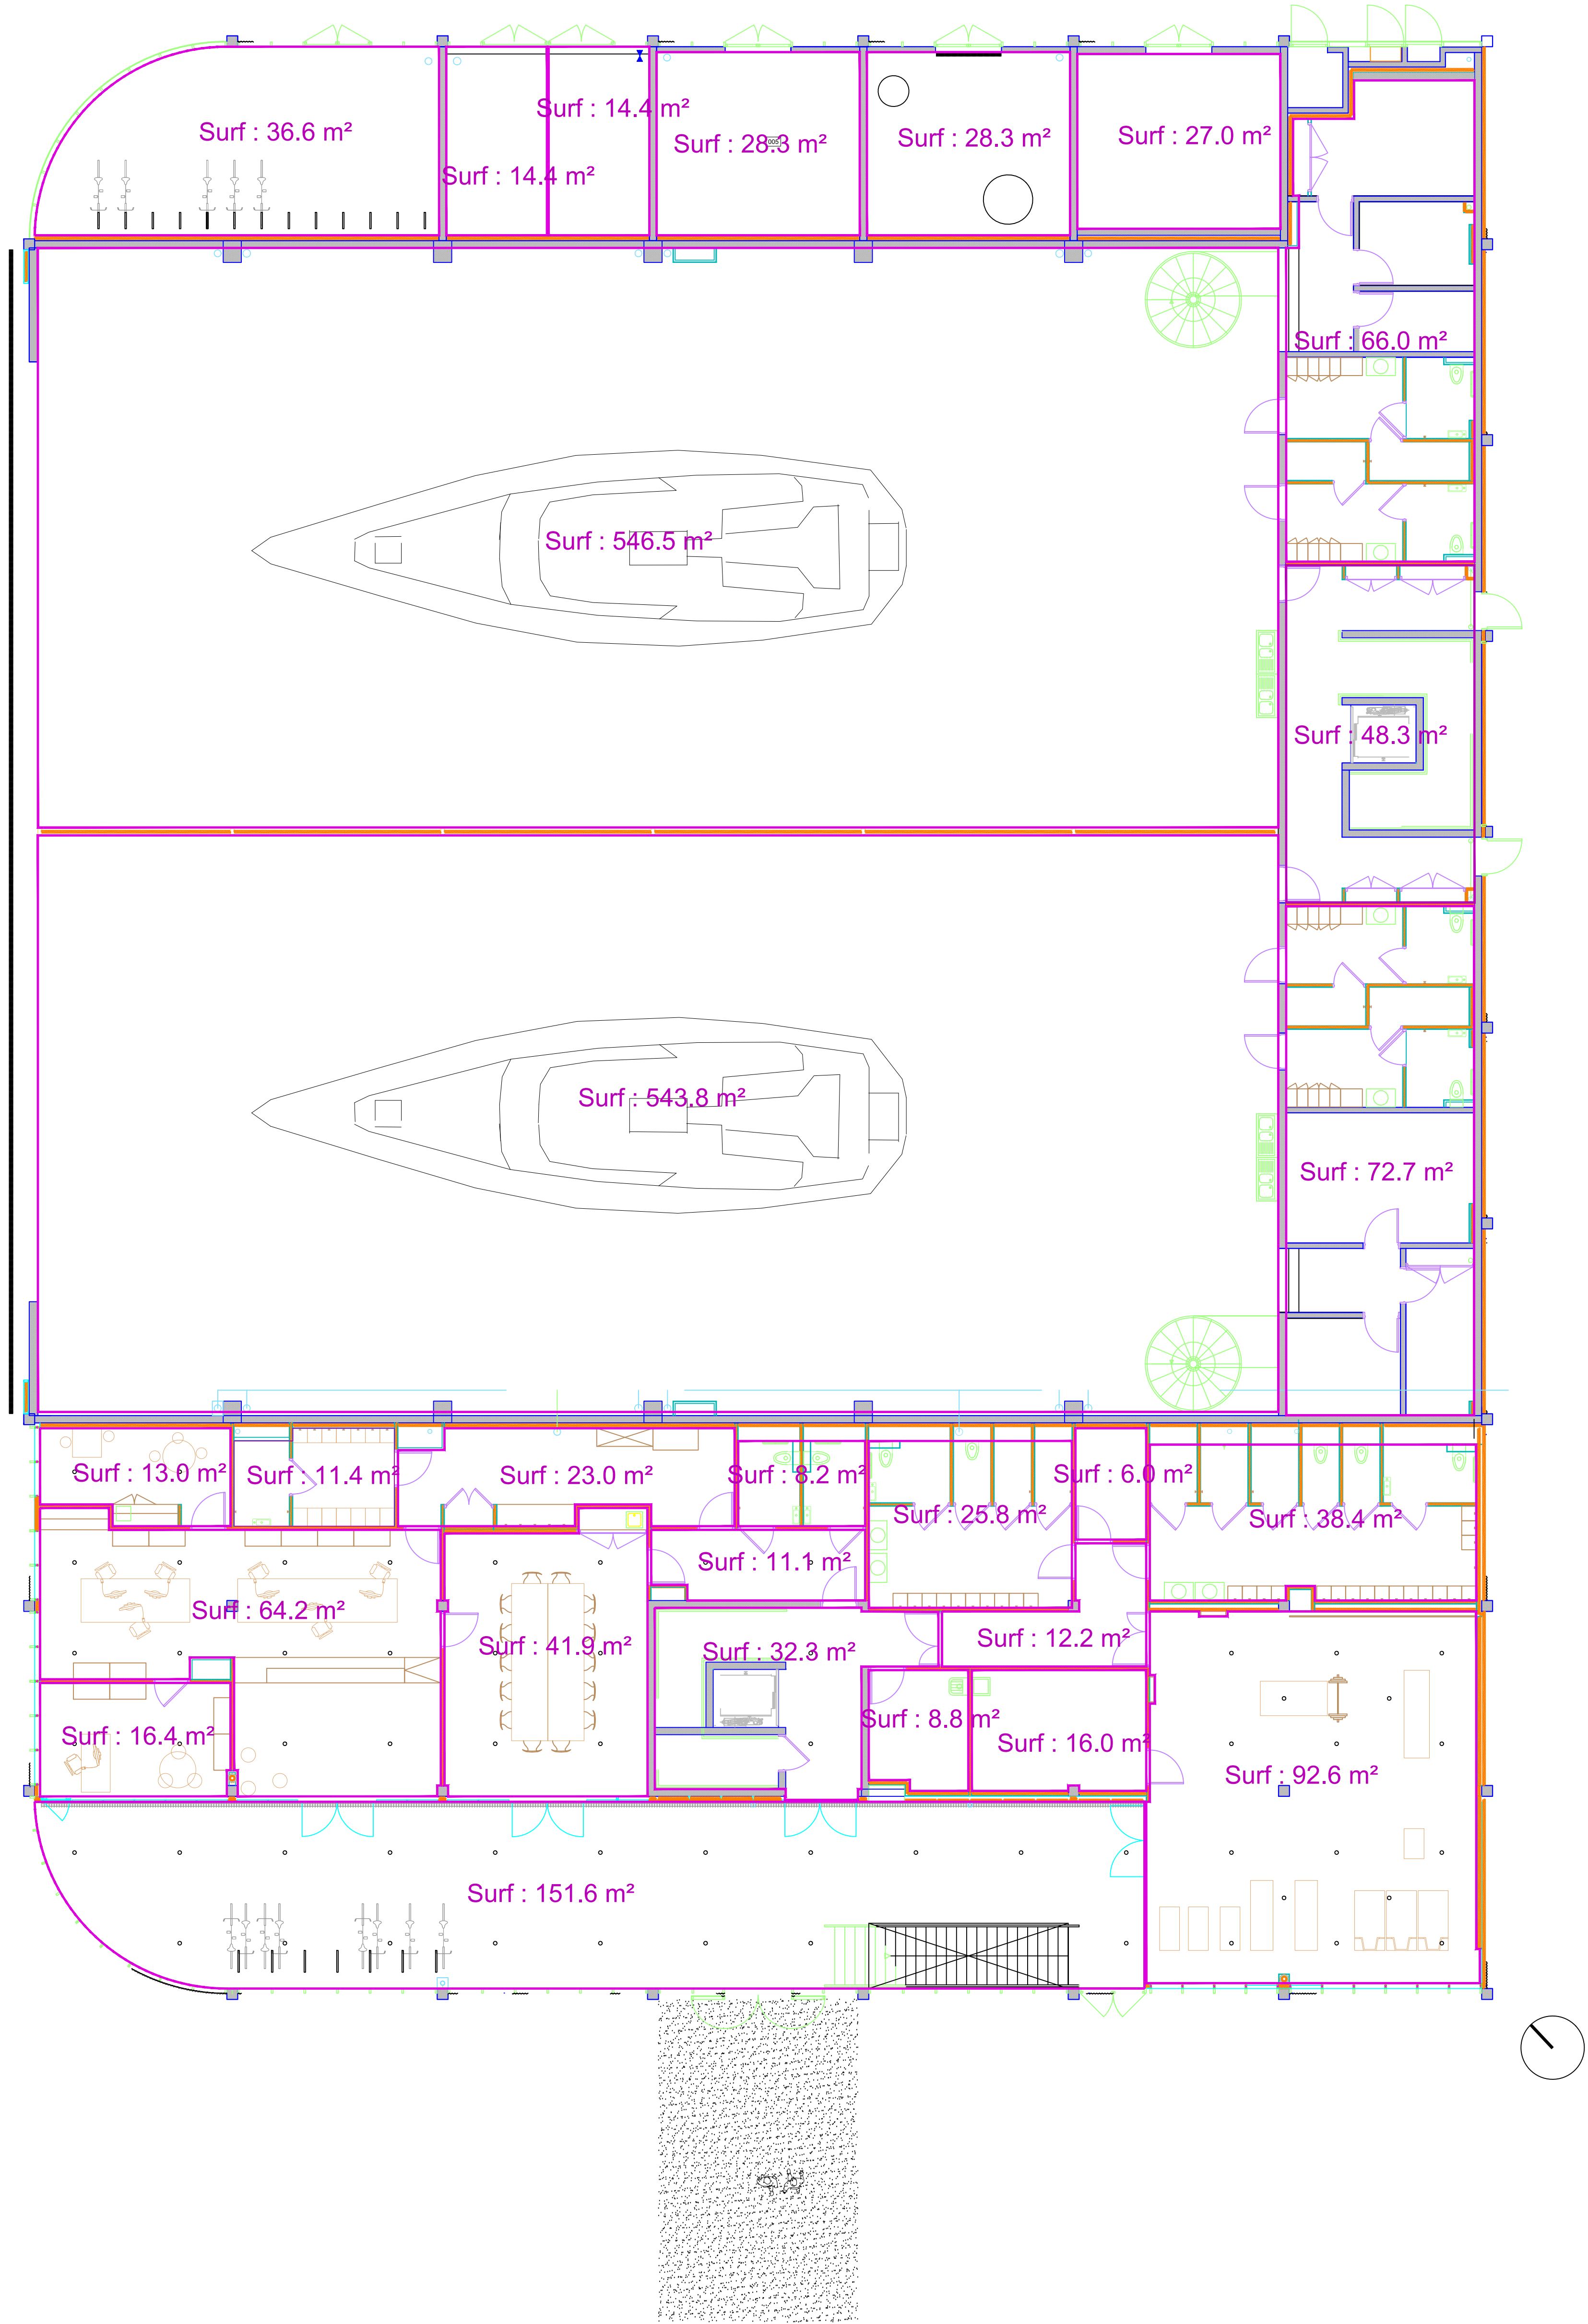 Surf : 14.4 m²
Surf : 36.6 m²
Surf : 28.3 m²
005
Surf : 28.3 m²
Surf : 27.0 m²
Surf : 14.4 m²
Surf : 66.0 m²
Surf : 546.5 m²
Surf : 48.3 m²
Surf : 543.8 m²
Surf : 72.7 m²
Surf : 13.0 m²
Surf : 11.4 m²
Surf : 23.0 m²
Surf : 8.2 m²
Surf : 6.0 m²
Surf : 25.8 m²
Surf : 38.4 m²
Surf : 11.1 m²
Surf : 64.2 m²
Surf : 41.9 m²
Surf : 32.3 m²
Surf : 12.2 m²
Surf : 16.4 m²
Surf : 8.8 m²
Surf : 16.0 m²
Surf : 92.6 m²
Surf : 151.6 m²